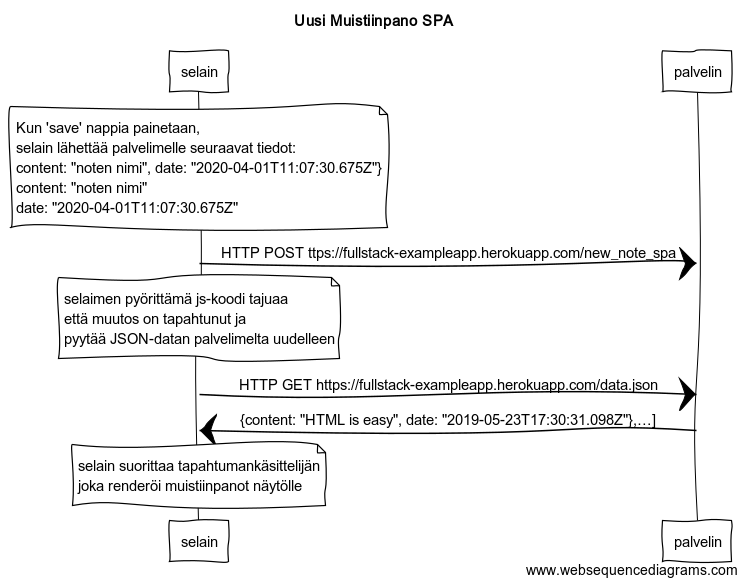 Uusi Muistiinpano SPA
selain
palvelin
Kun 'save' nappia painetaan,
selain lähettää palvelimelle seuraavat tiedot:
content: "noten nimi", date: "2020-04-01T11:07:30.675Z"}
content: "noten nimi"
date: "2020-04-01T11:07:30.675Z"
HTTP POST ttps://fullstack-exampleapp.herokuapp.com/new_note_spa
selaimen pyörittämä js-koodi tajuaa
että muutos on tapahtunut ja
pyytää JSON-datan palvelimelta uudelleen
HTTP GET https://fullstack-exampleapp.herokuapp.com/data.json
{content: "HTML is easy", date: "2019-05-23T17:30:31.098Z"},…]
selain suorittaa tapahtumankäsittelijän
joka renderöi muistiinpanot näytölle
selain
palvelin
www.websequencediagrams.com